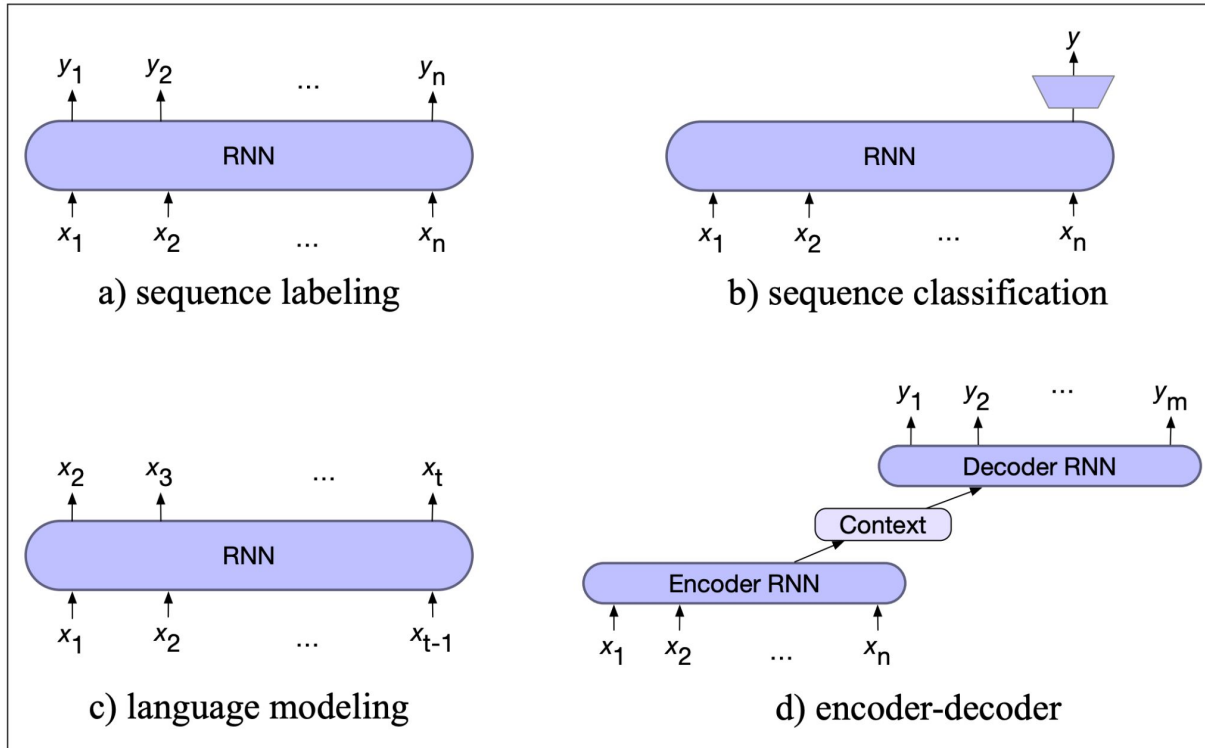 y₁ y₂ ... yₙ
RNN
x₁ x₂ ... xₙ
a) sequence labeling
y
RNN
x₁ x₂ ... xₙ
b) sequence classification
x₂ x₃ ... xₜ
RNN
x₁ x₂ ... xₜ₋₁
c) language modeling
y₁ y₂ ... yₘ
Decoder RNN
Context
Encoder RNN
x₁ x₂ ... xₙ
d) encoder-decoder